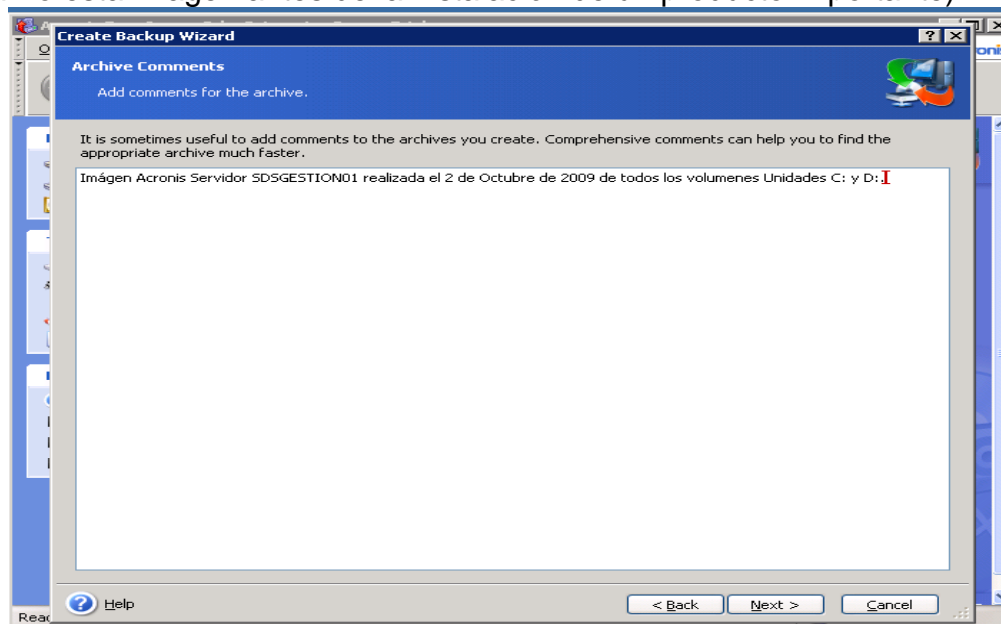 Create Backup Wizard
Archive Comments
Add comments for the archive.
It is sometimes useful to add comments to the archives you create. Comprehensive comments can help you to find the
appropriate archive much faster.
Imágen Acronis Servidor SDSGESTION01 realizada el 2 de Octubre de 2009 de todos los volumenes Unidades C: y D:.
Help
< Back
Next >
Cancel